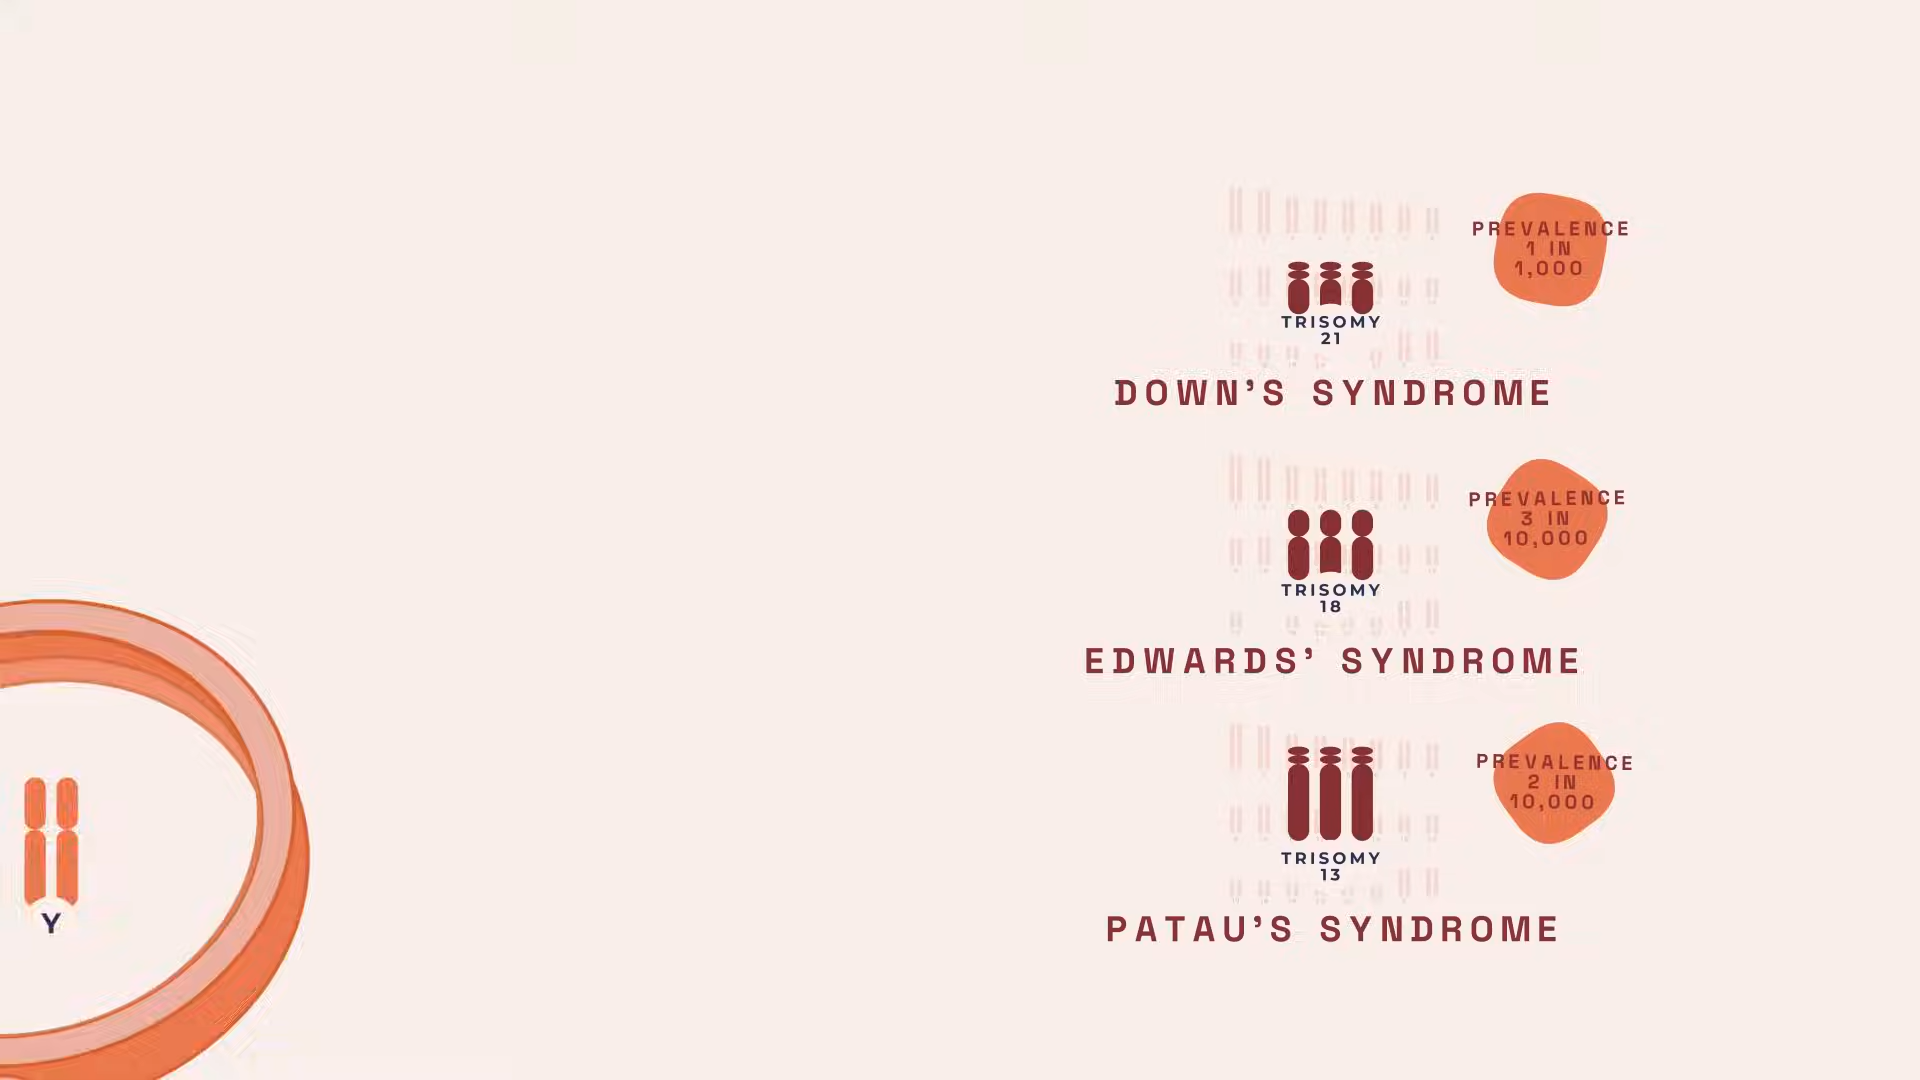 PREVALENCE
1 IN
1,000
TRISOMY
21
DOWN’S SYNDROME
PREVALENCE
3 IN
10,000
TRISOMY
18
EDWARDS’ SYNDROME
PREVALENCE
2 IN
10,000
TRISOMY
13
PATAU’S SYNDROME
Y